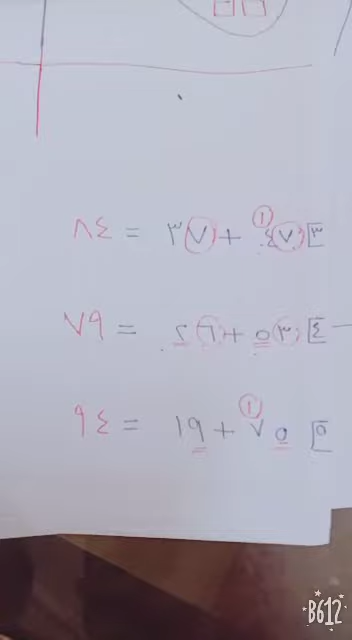 ٣] ٤٧ + ٣٧ = ٨٤
٤] ٥٣ + ٢٦ = ٧٩
٥] ٧٥ + ١٩ = ٩٤
B612